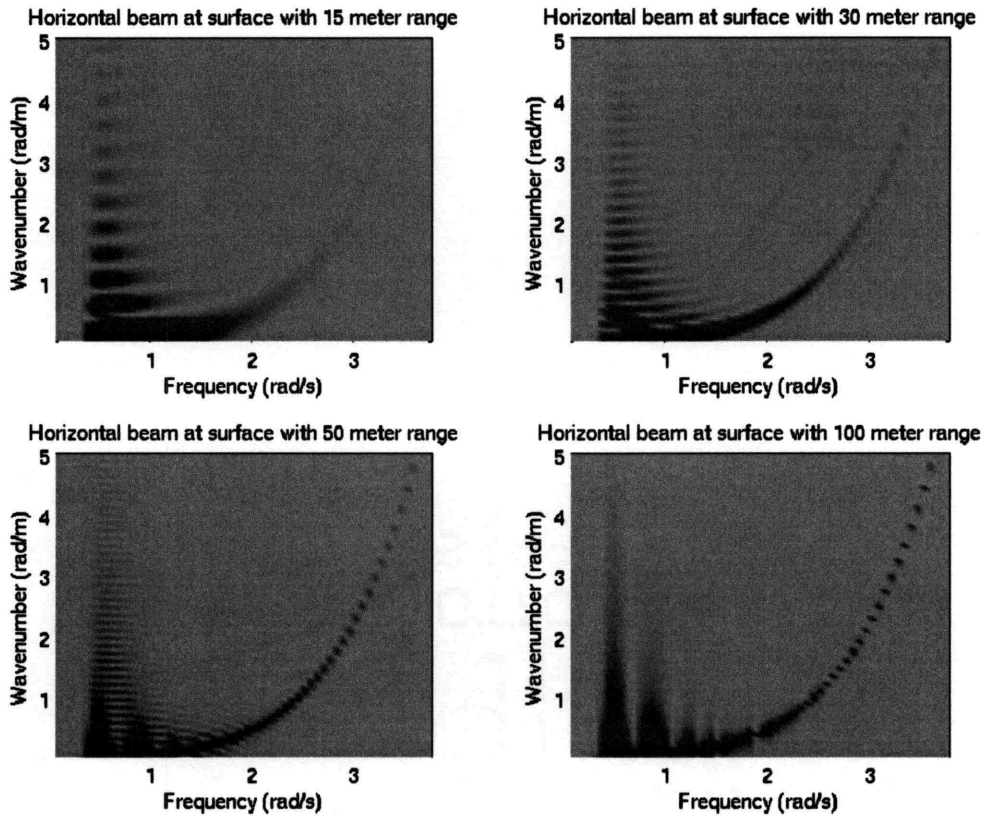 Horizontal beam at surface with 15 meter range
5
4
3
2
1
Wavenumber (rad/m)
1
2
3
Frequency (rad/s)
Horizontal beam at surface with 30 meter range
5
4
3
2
1
Wavenumber (rad/m)
1
2
3
Frequency (rad/s)
Horizontal beam at surface with 50 meter range
5
4
3
2
1
Wavenumber (rad/m)
1
2
3
Frequency (rad/s)
Horizontal beam at surface with 100 meter range
5
4
3
2
1
Wavenumber (rad/m)
1
2
3
Frequency (rad/s)